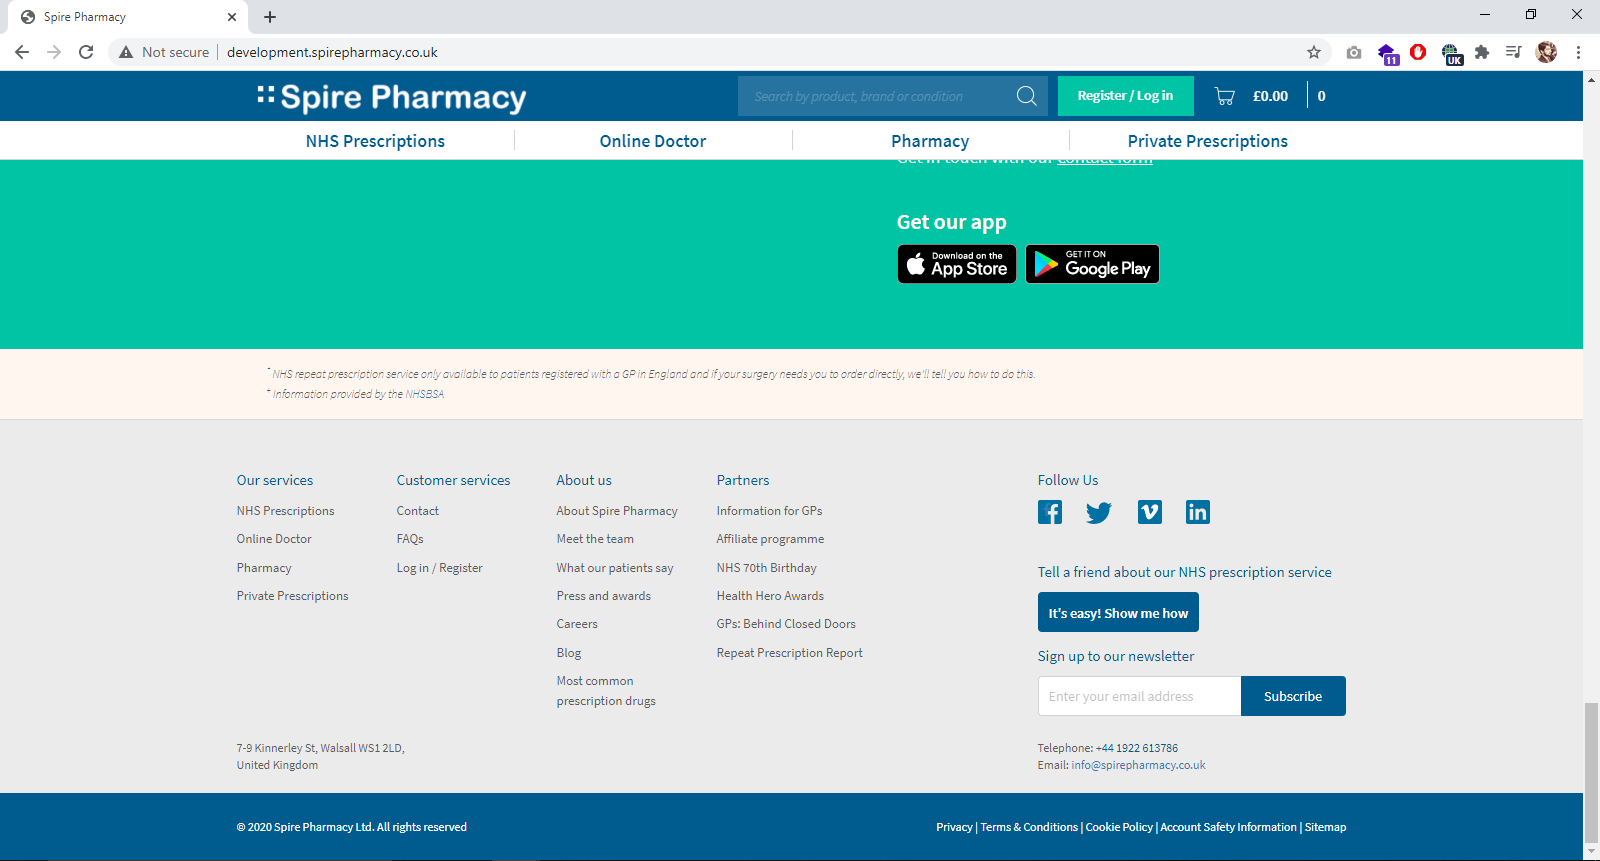 Spire Pharmacy
Not secure
development.spirepharmacy.co.uk
11
UK
Spire Pharmacy
Search by product, brand or condition
Register / Log in
£0.00
0
NHS Prescriptions
Online Doctor
Pharmacy
Private Prescriptions
Get in touch with our contact form
Get our app
Download on the
App Store
GET IT ON
Google Play
* NHS repeat prescription service only available to patients registered with a GP in England and if your surgery needs you to order directly, we'll tell you how to do this.
+ Information provided by the NHSBSA
Our services
NHS Prescriptions
Online Doctor
Pharmacy
Private Prescriptions
Customer services
Contact
FAQs
Log in / Register
About us
About Spire Pharmacy
Meet the team
What our patients say
Press and awards
Careers
Blog
Most common
prescription drugs
Partners
Information for GPs
Affiliate programme
NHS 70th Birthday
Health Hero Awards
GPs: Behind Closed Doors
Repeat Prescription Report
Follow Us
Tell a friend about our NHS prescription service
It's easy! Show me how
Sign up to our newsletter
Enter your email address
Subscribe
7-9 Kinnerley St, Walsall WS1 2LD,
United Kingdom
Telephone: +44 1922 613786
Email: info@spirepharmacy.co.uk
© 2020 Spire Pharmacy Ltd. All rights reserved
Privacy | Terms & Conditions | Cookie Policy | Account Safety Information | Sitemap